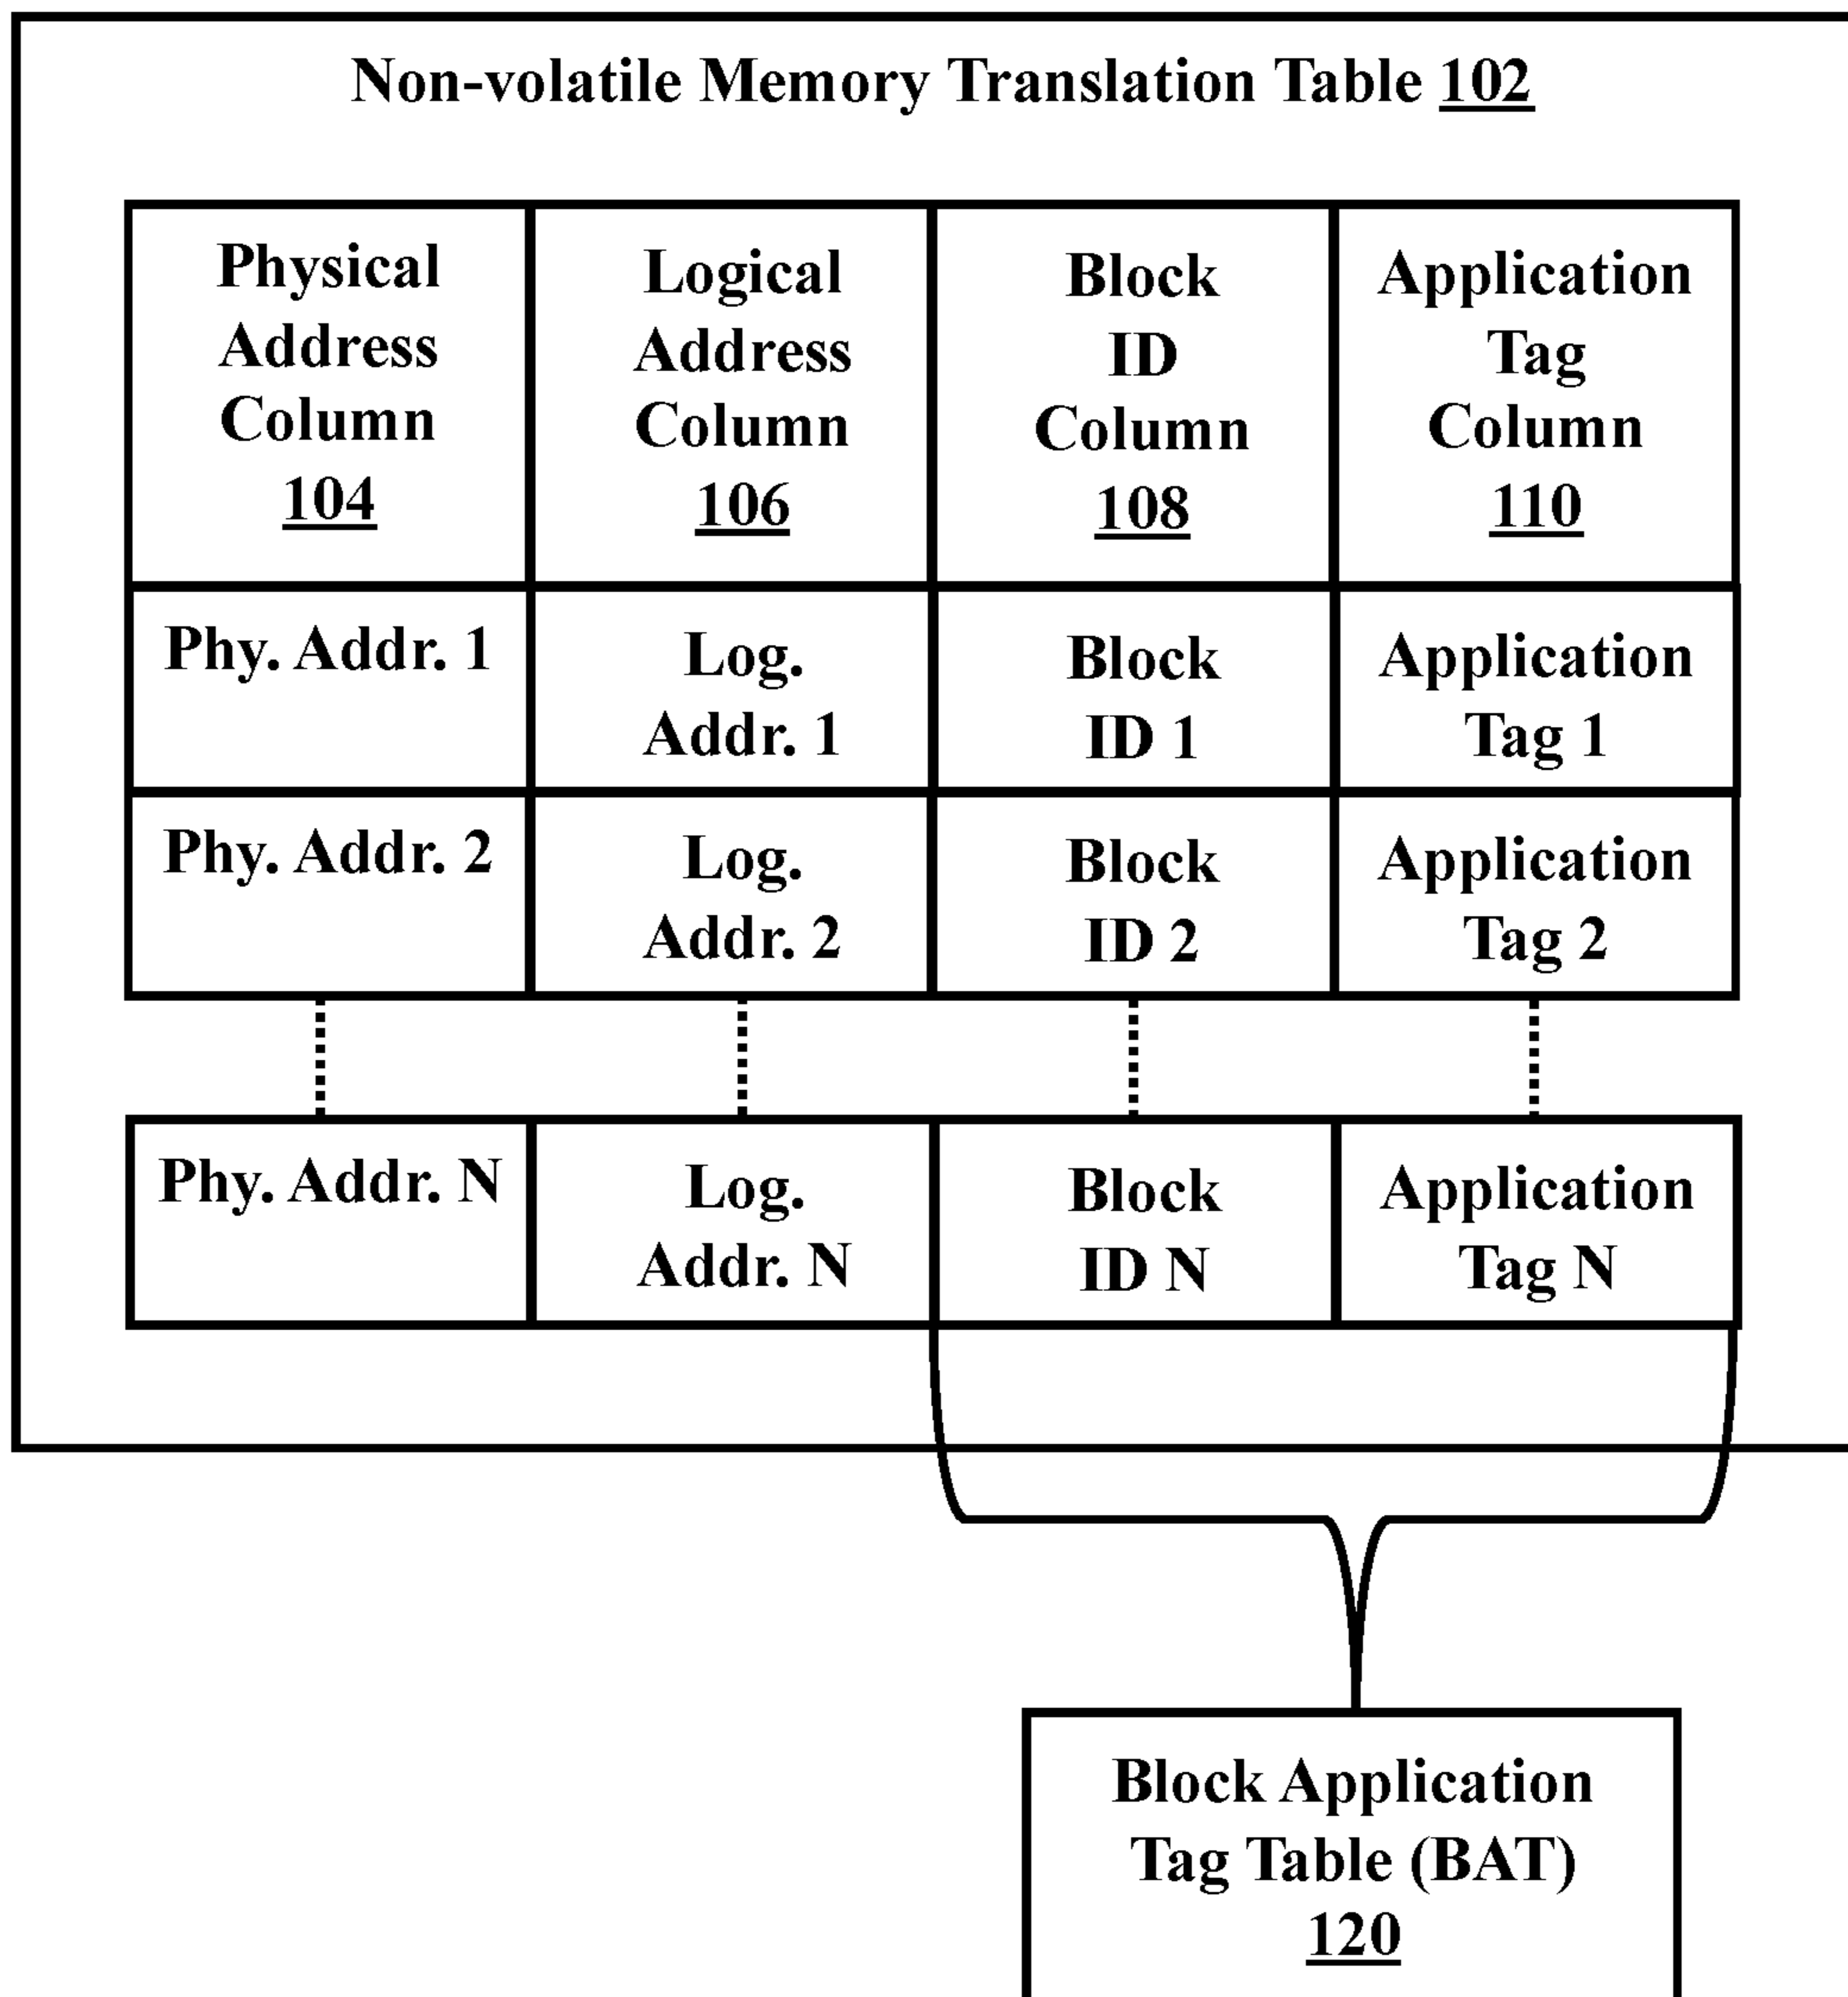 Non-volatile Memory Translation Table 102
Physical
Address
Column
104
Logical
Address
Column
106
Block
ID
Column
108
Application
Tag
Column
110
Phy. Addr. 1
Log.
Addr. 1
Block
ID 1
Application
Tag 1
Phy. Addr. 2
Log.
Addr. 2
Block
ID 2
Application
Tag 2
Phy. Addr. N
Log.
Addr. N
Block
ID N
Application
Tag N
Block Application
Tag Table (BAT)
120